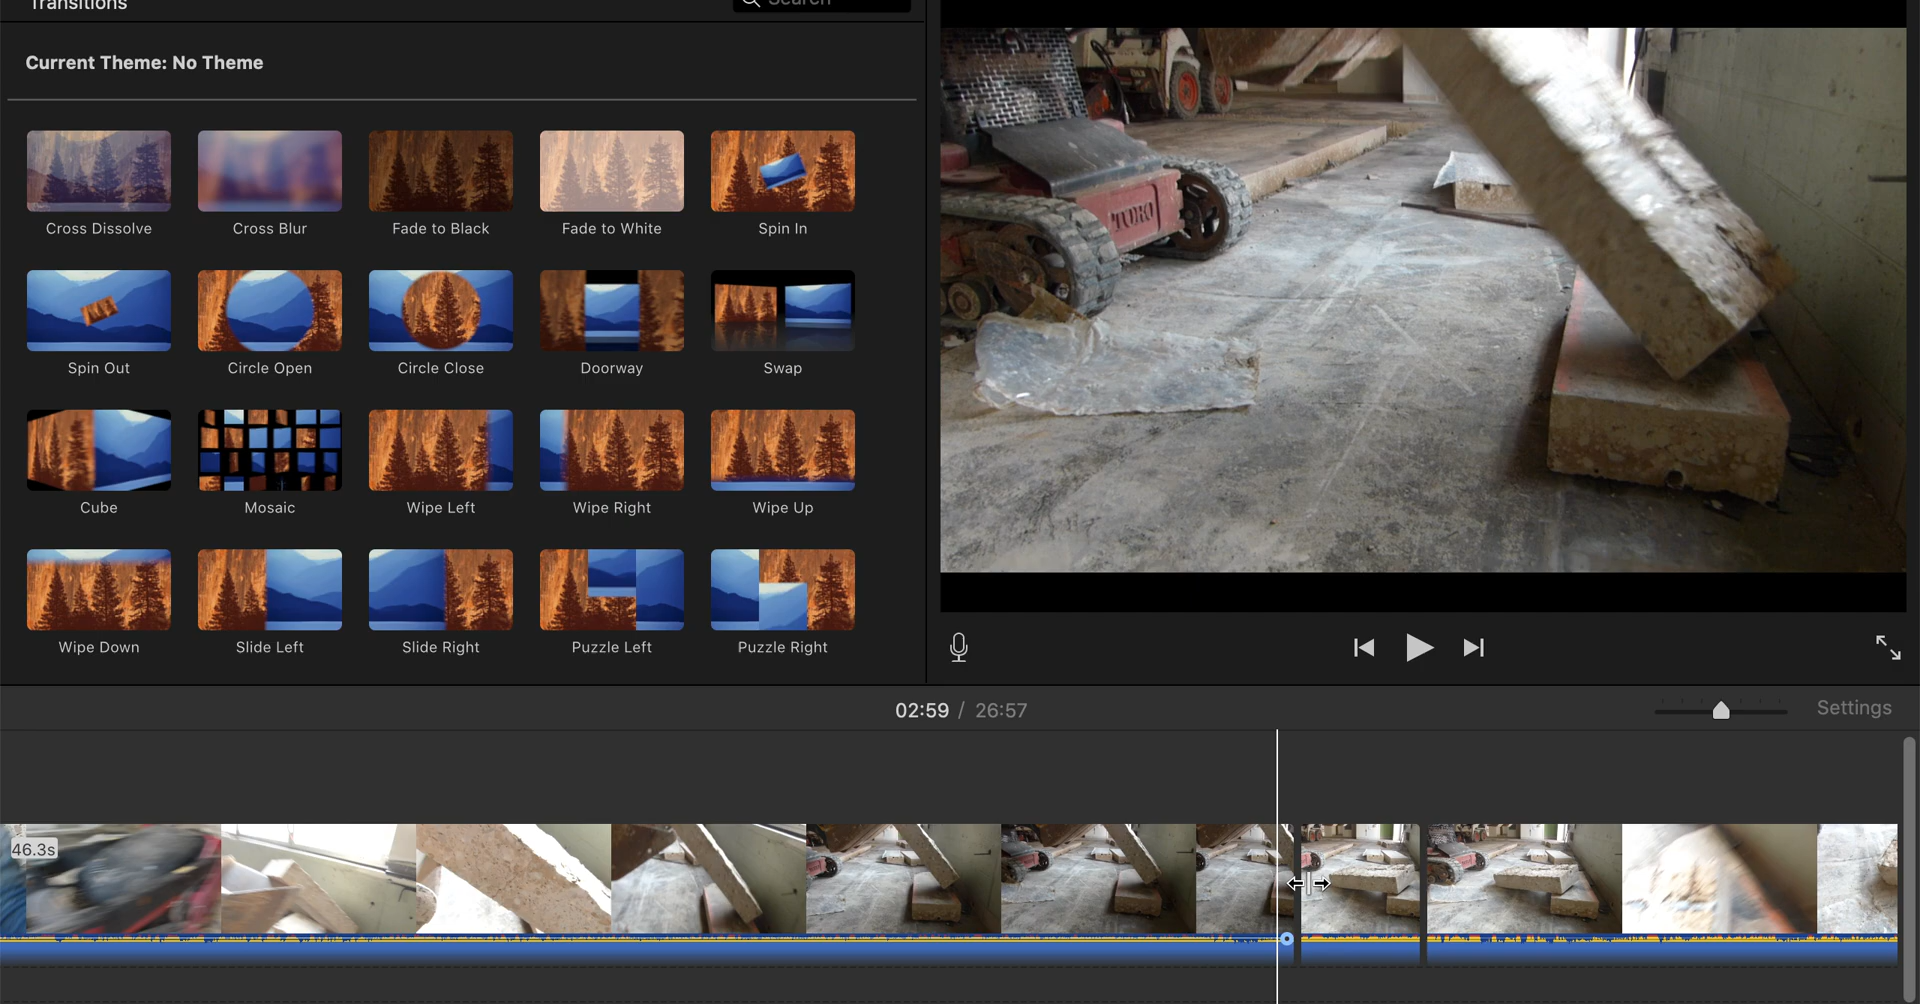 Transitions
Search
Current Theme: No Theme
Cross Dissolve
Cross Blur
Fade to Black
Fade to White
Spin In
Spin Out
Circle Open
Circle Close
Doorway
Swap
Cube
Mosaic
Wipe Left
Wipe Right
Wipe Up
Wipe Down
Slide Left
Slide Right
Puzzle Left
Puzzle Right
TORO
02:59 / 26:57
Settings
46.3s